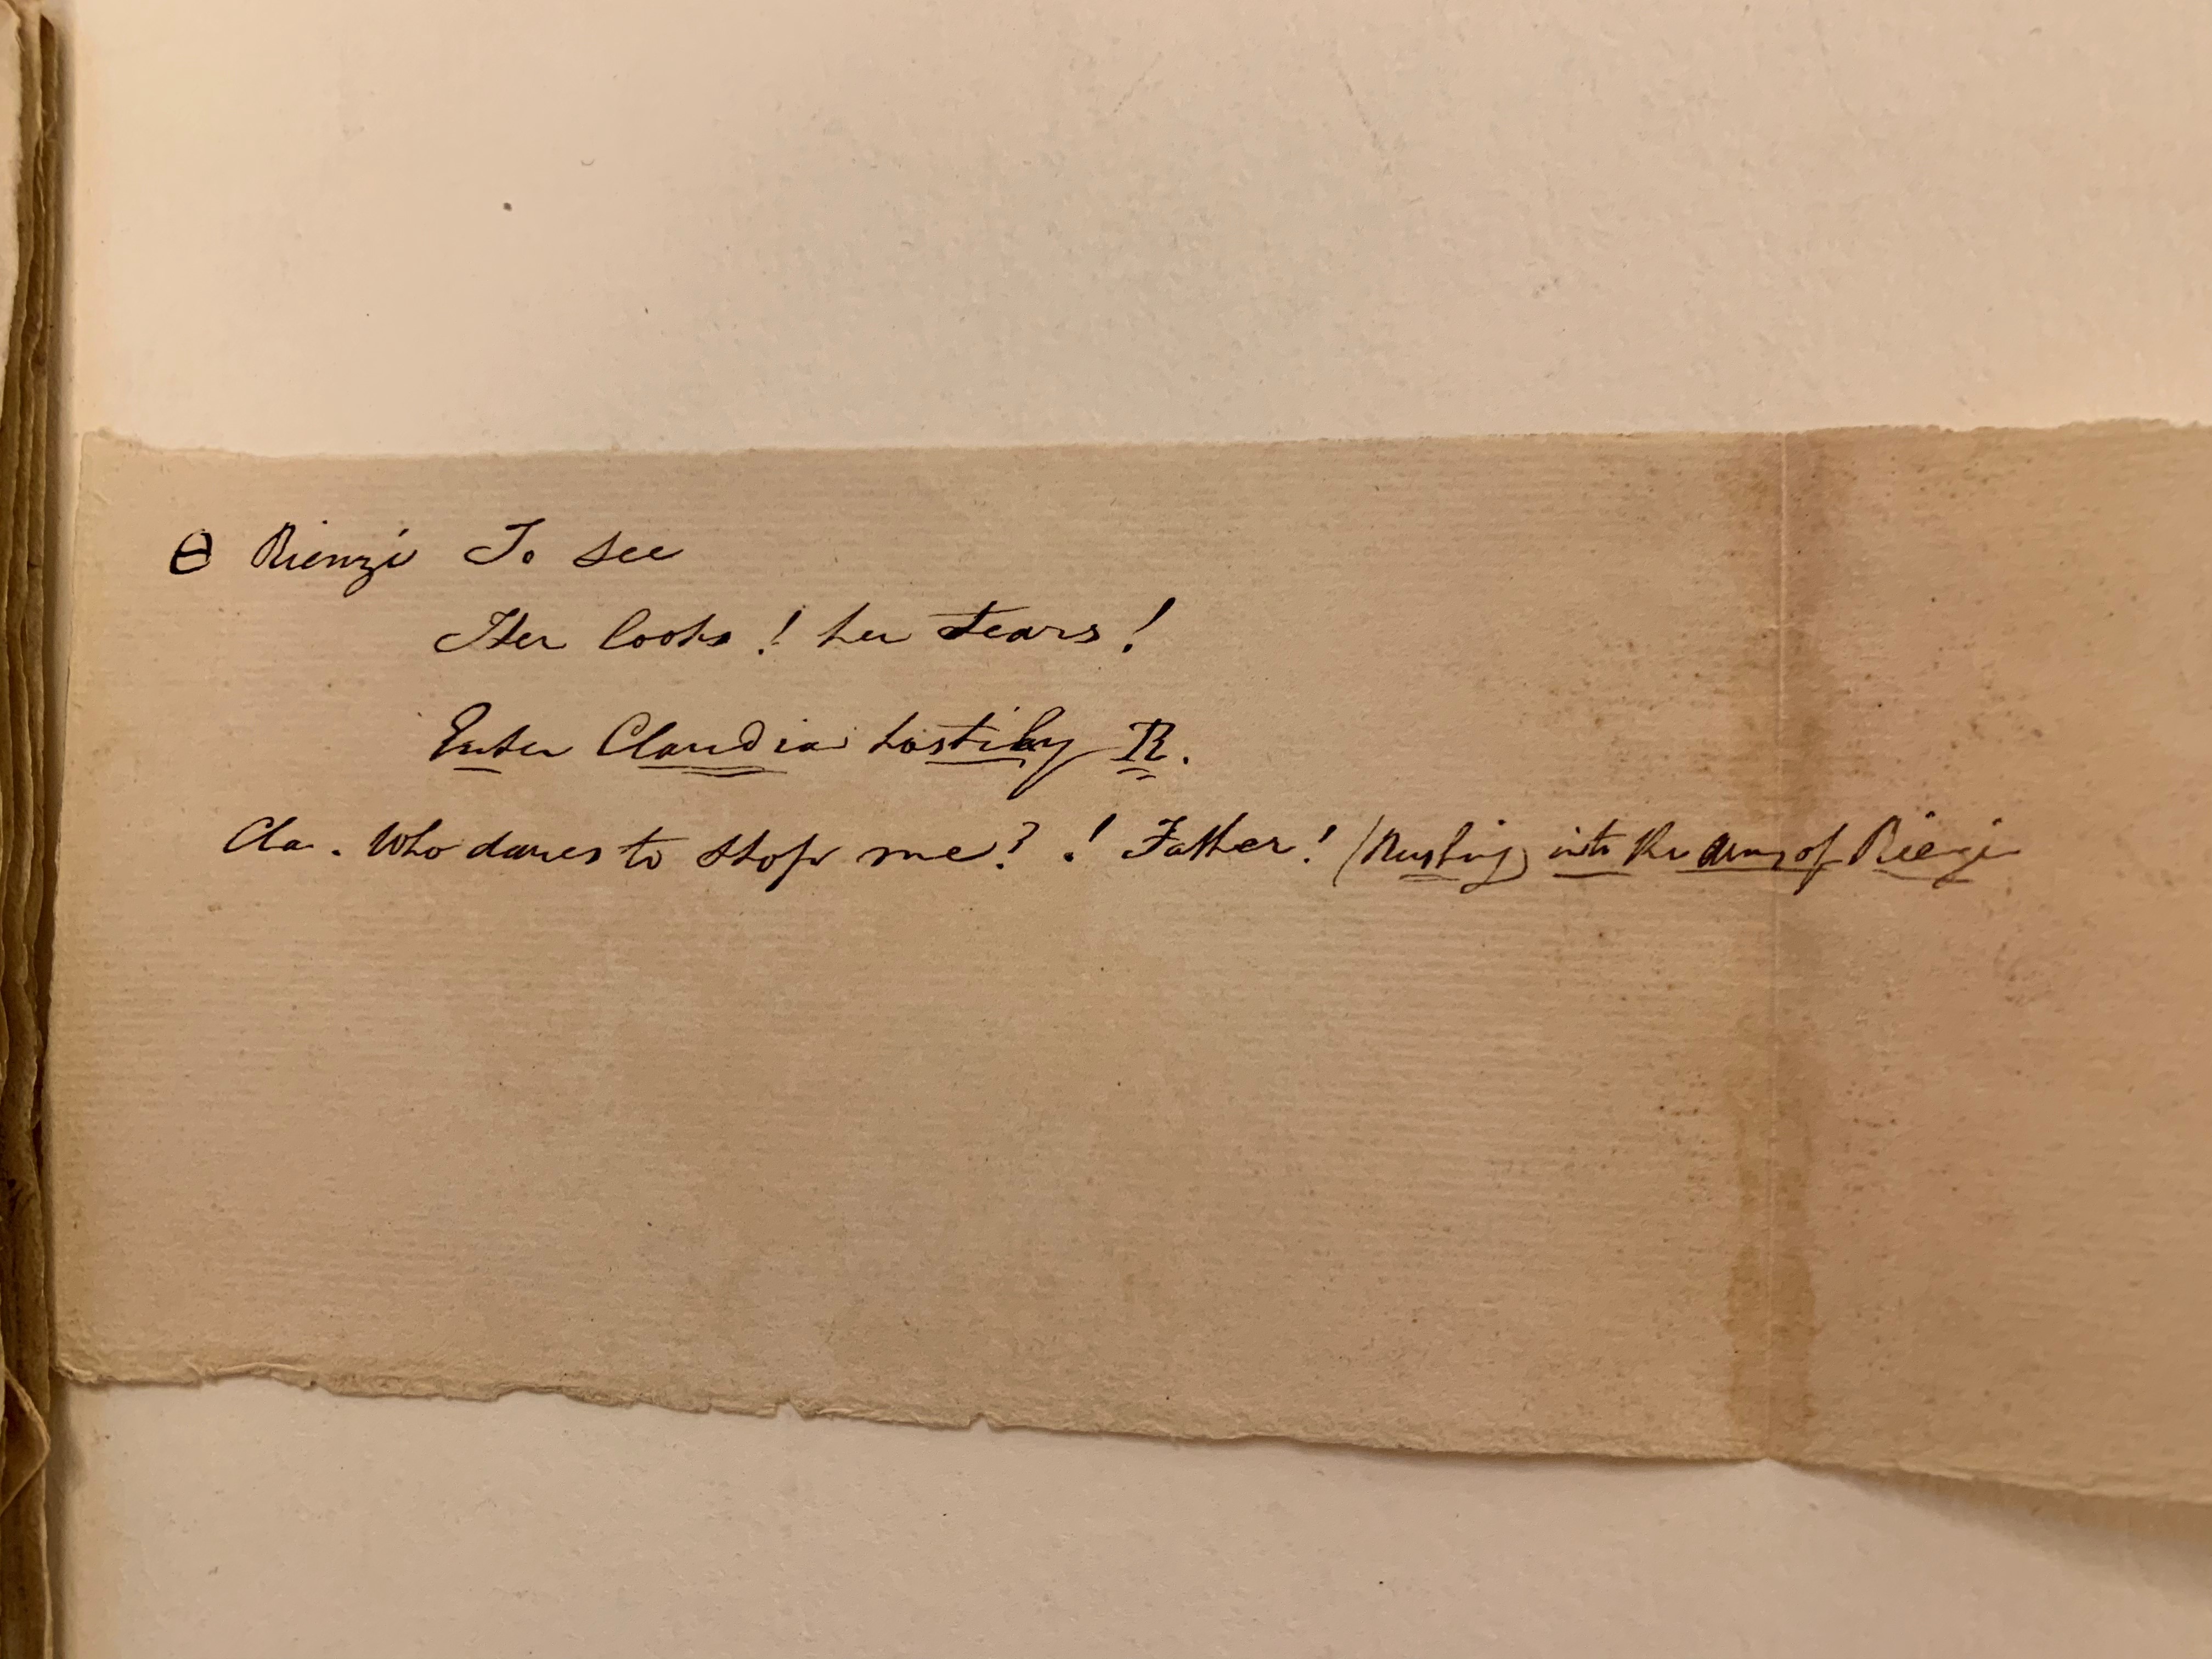 Θ Rienzi To see
Her looks! her tears!
Enter Claudia hastily R.
Cla. Who dares to stop me? ! Father! (Rushing into the arms of Rienzi